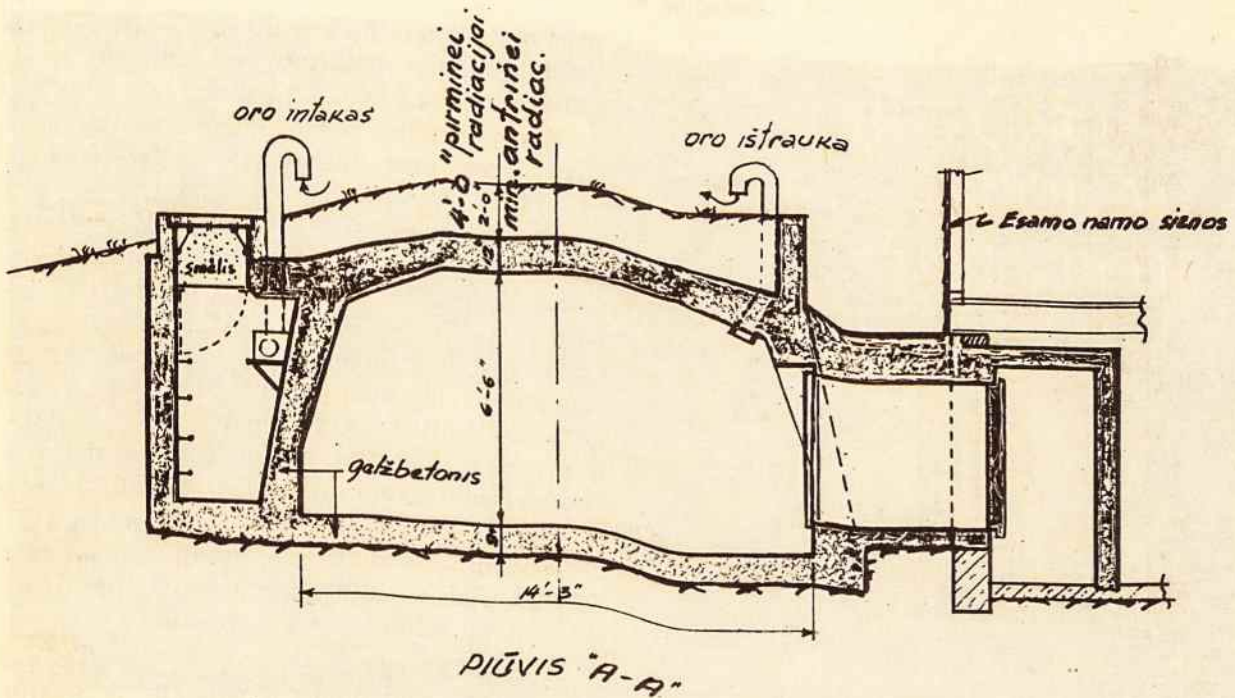 4'-0" pirminei
radiacijai
2'-0"
min. antrinei
radiac.
oro intakas
oro ištrauka
Esamo namo sienos
smėlis
6'-6"
gelžbetonis
14'-3"
PIŪVIS "A-A"